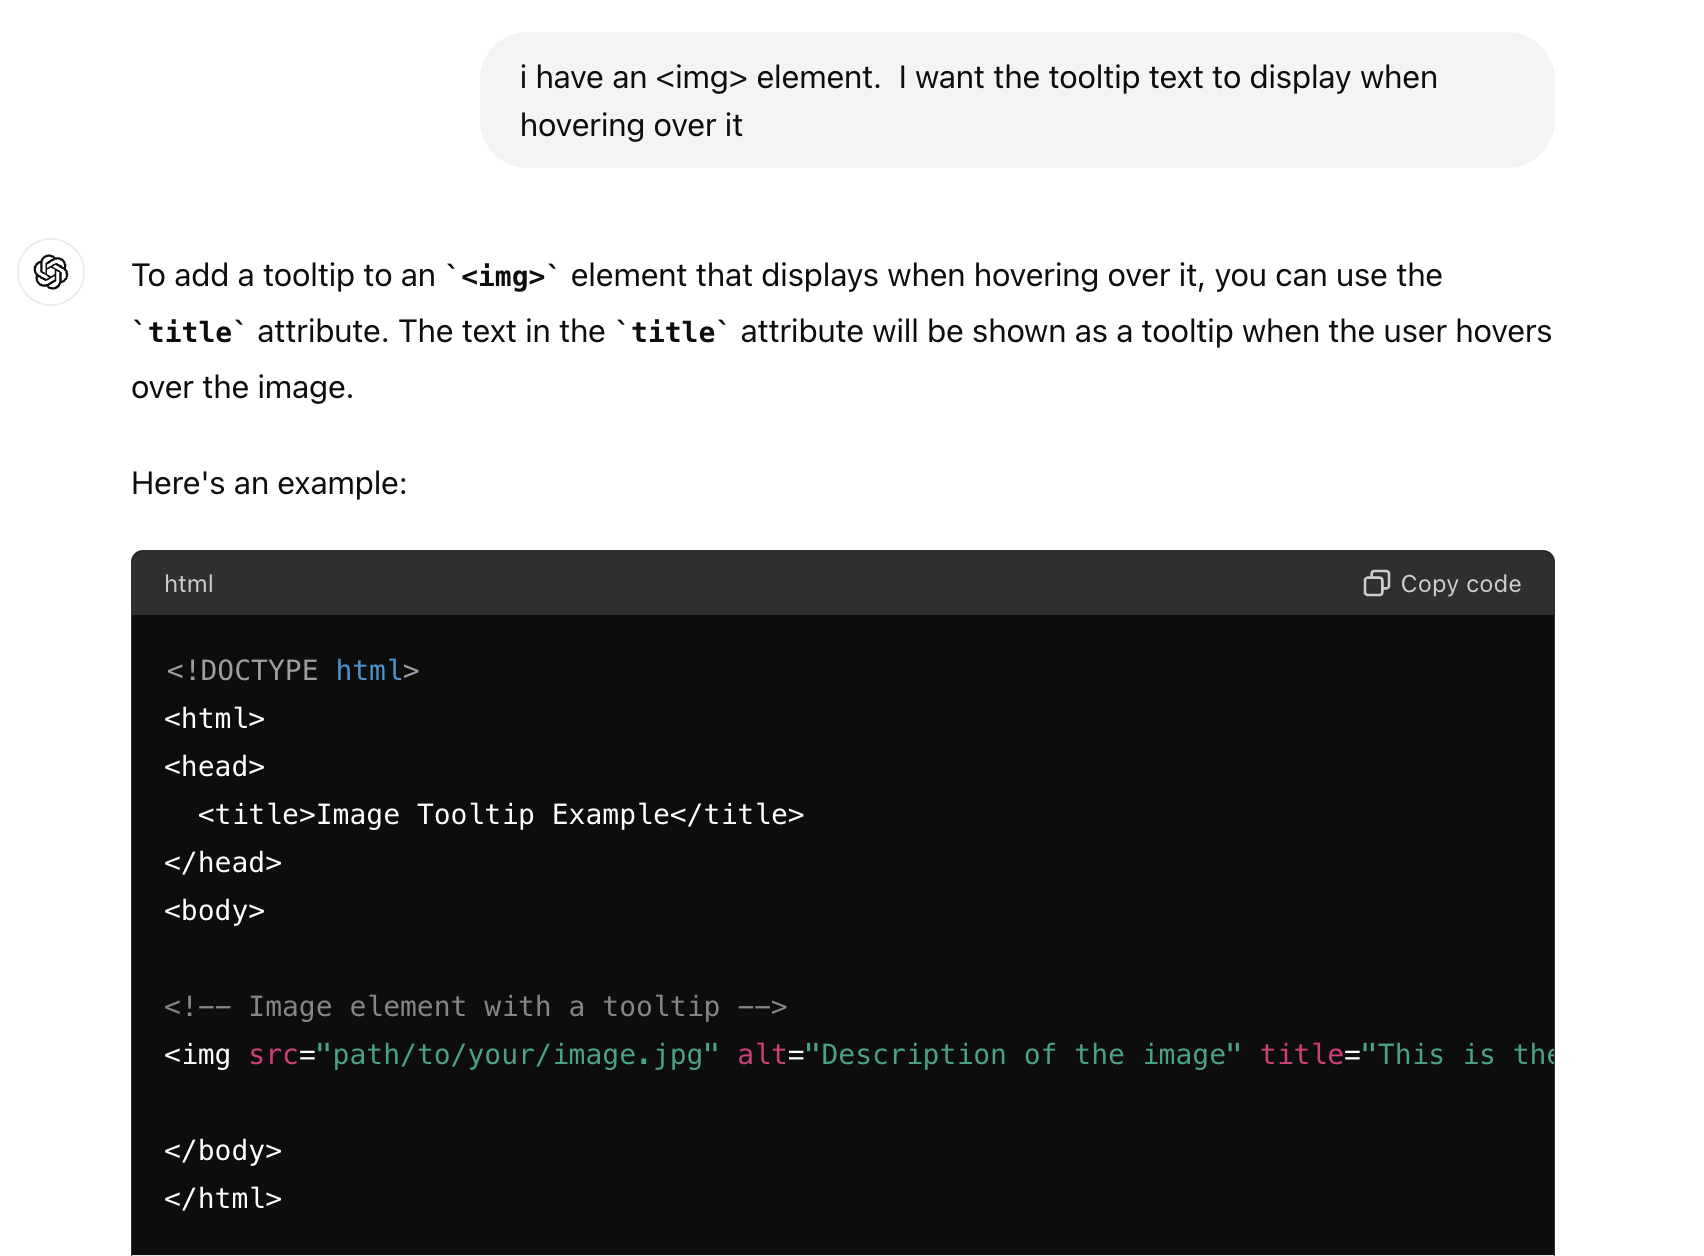 i have an <img> element.  I want the tooltip text to display when
hovering over it
To add a tooltip to an `<img>` element that displays when hovering over it, you can use the
`title` attribute. The text in the `title` attribute will be shown as a tooltip when the user hovers
over the image.
Here's an example:
html
Copy code
<!DOCTYPE html>
<html>
<head>
  <title>Image Tooltip Example</title>
</head>
<body>
<!-- Image element with a tooltip -->
<img src="path/to/your/image.jpg" alt="Description of the image" title="This is the
</body>
</html>